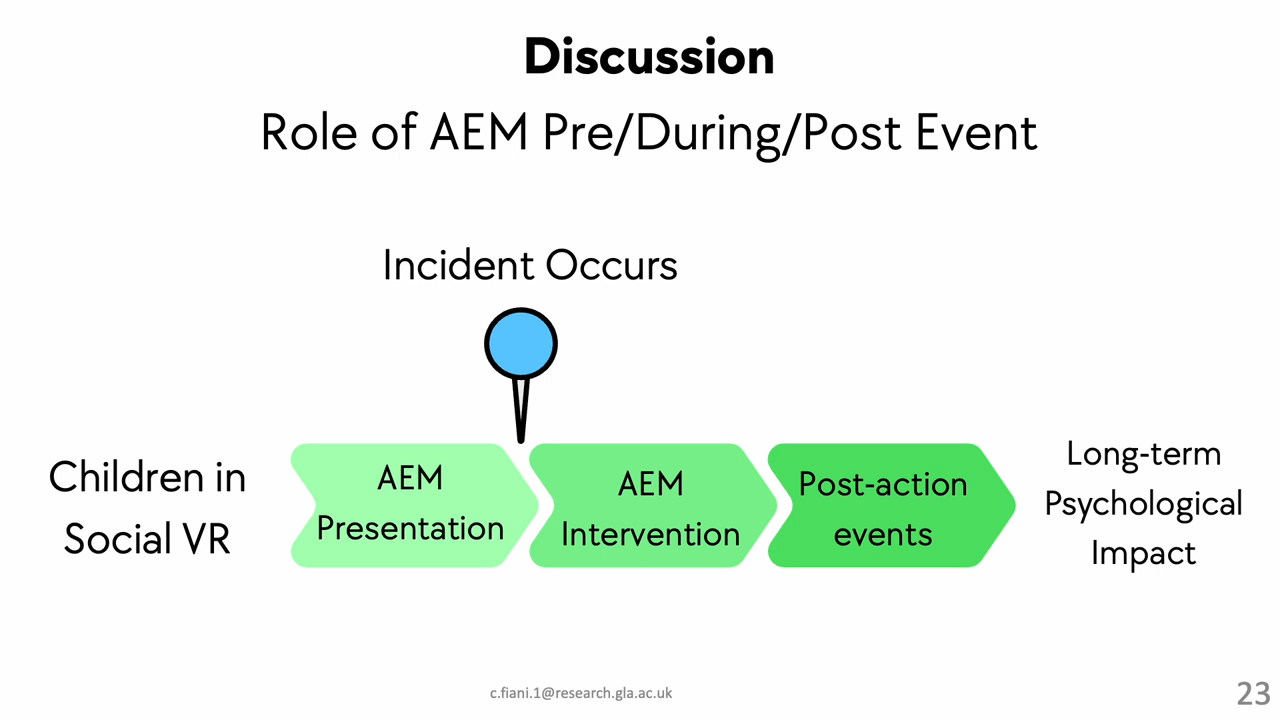 Discussion
Role of AEM Pre/During/Post Event
Incident Occurs
Children in
Social VR
AEM
Presentation
AEM
Intervention
Post-action
events
Long-term
Psychological
Impact
c.fiani.1@research.gla.ac.uk
23